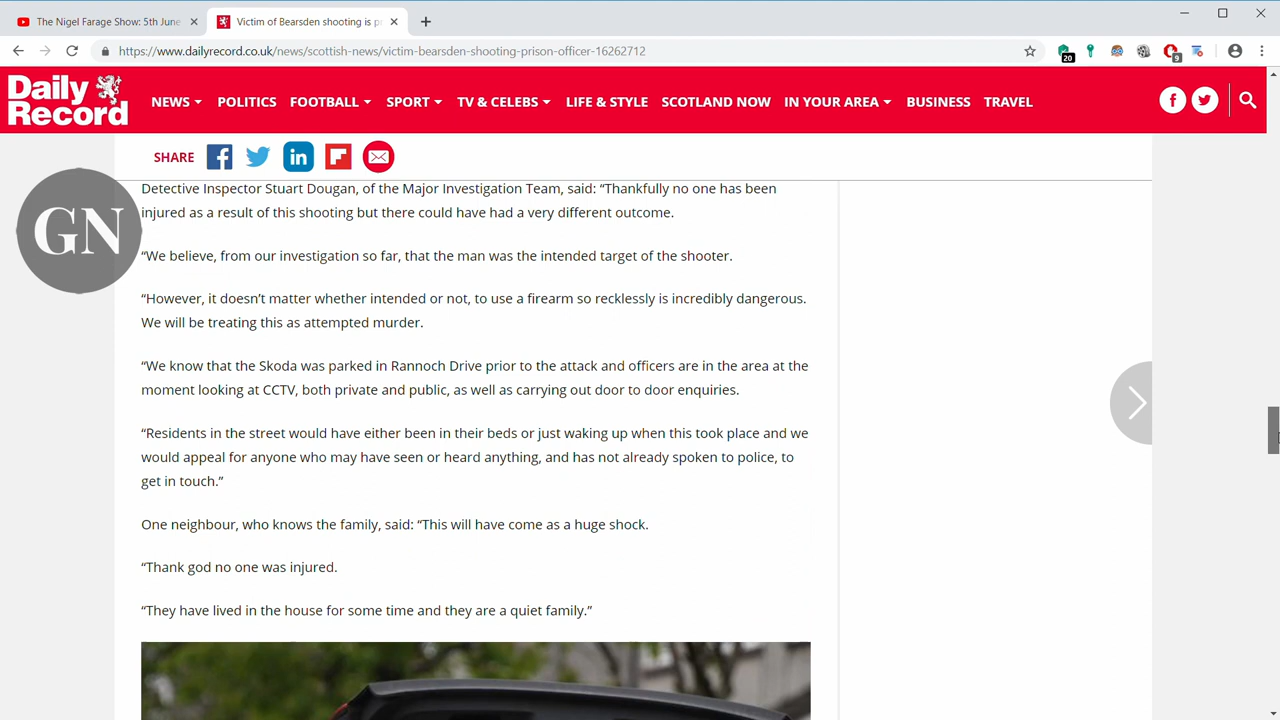 The Nigel Farage Show: 5th June
Victim of Bearsden shooting is pr
https://www.dailyrecord.co.uk/news/scottish-news/victim-bearsden-shooting-prison-officer-16262712
20
9
Daily
Record
NEWS
POLITICS
FOOTBALL
SPORT
TV & CELEBS
LIFE & STYLE
SCOTLAND NOW
IN YOUR AREA
BUSINESS
TRAVEL
SHARE
GN
Detective Inspector Stuart Dougan, of the Major Investigation Team, said: “Thankfully no one has been
injured as a result of this shooting but there could have had a very different outcome.
“We believe, from our investigation so far, that the man was the intended target of the shooter.
“However, it doesn’t matter whether intended or not, to use a firearm so recklessly is incredibly dangerous.
We will be treating this as attempted murder.
“We know that the Skoda was parked in Rannoch Drive prior to the attack and officers are in the area at the
moment looking at CCTV, both private and public, as well as carrying out door to door enquiries.
“Residents in the street would have either been in their beds or just waking up when this took place and we
would appeal for anyone who may have seen or heard anything, and has not already spoken to police, to
get in touch.”
One neighbour, who knows the family, said: “This will have come as a huge shock.
“Thank god no one was injured.
“They have lived in the house for some time and they are a quiet family.”